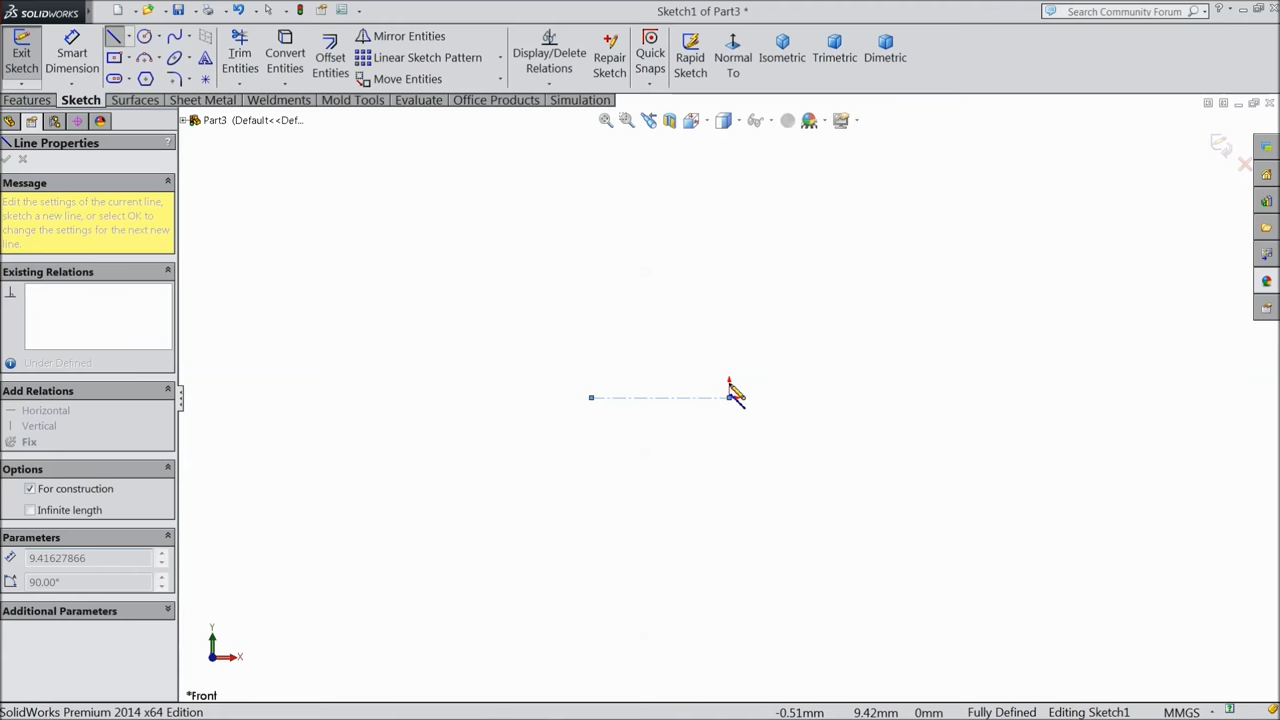 SOLIDWORKS
Sketch1 of Part3 *
Search Community Forum
Exit Sketch
Smart Dimension
Trim Entities
Convert Entities
Offset Entities
Mirror Entities
Linear Sketch Pattern
Move Entities
Display/Delete Relations
Repair Sketch
Quick Snaps
Rapid Sketch
Normal To
Isometric
Trimetric
Dimetric
Features
Sketch
Surfaces
Sheet Metal
Weldments
Mold Tools
Evaluate
Office Products
Simulation
Part3 (Default<<Def...
Line Properties
?
Message
Edit the settings of the current line,
sketch a new line, or select OK to
change the settings for the next new
line.
Existing Relations
Under Defined
Add Relations
Horizontal
Vertical
Fix
Options
For construction
Infinite length
Parameters
9.41627866
90.00°
Additional Parameters
Y
X
*Front
SolidWorks Premium 2014 x64 Edition
-0.51mm
9.42mm
0mm
Fully Defined
Editing Sketch1
MMGS